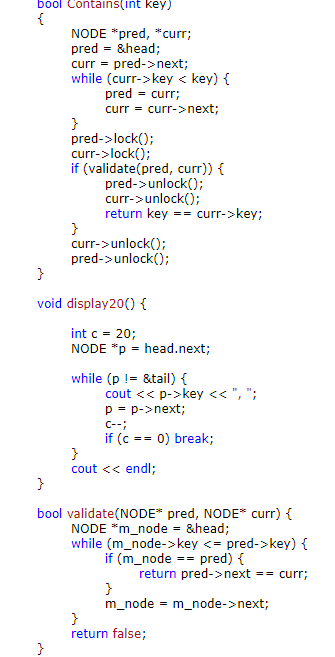 bool Contains(int key)
{
NODE *pred, *curr;
pred = &head;
curr = pred->next;
while (curr->key < key) {
pred = curr;
curr = curr->next;
}
pred->lock();
curr->lock();
if (validate(pred, curr)) {
pred->unlock();
curr->unlock();
return key == curr->key;
}
curr->unlock();
pred->unlock();
}
void display20() {
int c = 20;
NODE *p = head.next;
while (p != &tail) {
cout << p->key << ", ";
p = p->next;
c--;
if (c == 0) break;
}
cout << endl;
}
bool validate(NODE* pred, NODE* curr) {
NODE *m_node = &head;
while (m_node->key <= pred->key) {
if (m_node == pred) {
return pred->next == curr;
}
m_node = m_node->next;
}
return false;
}